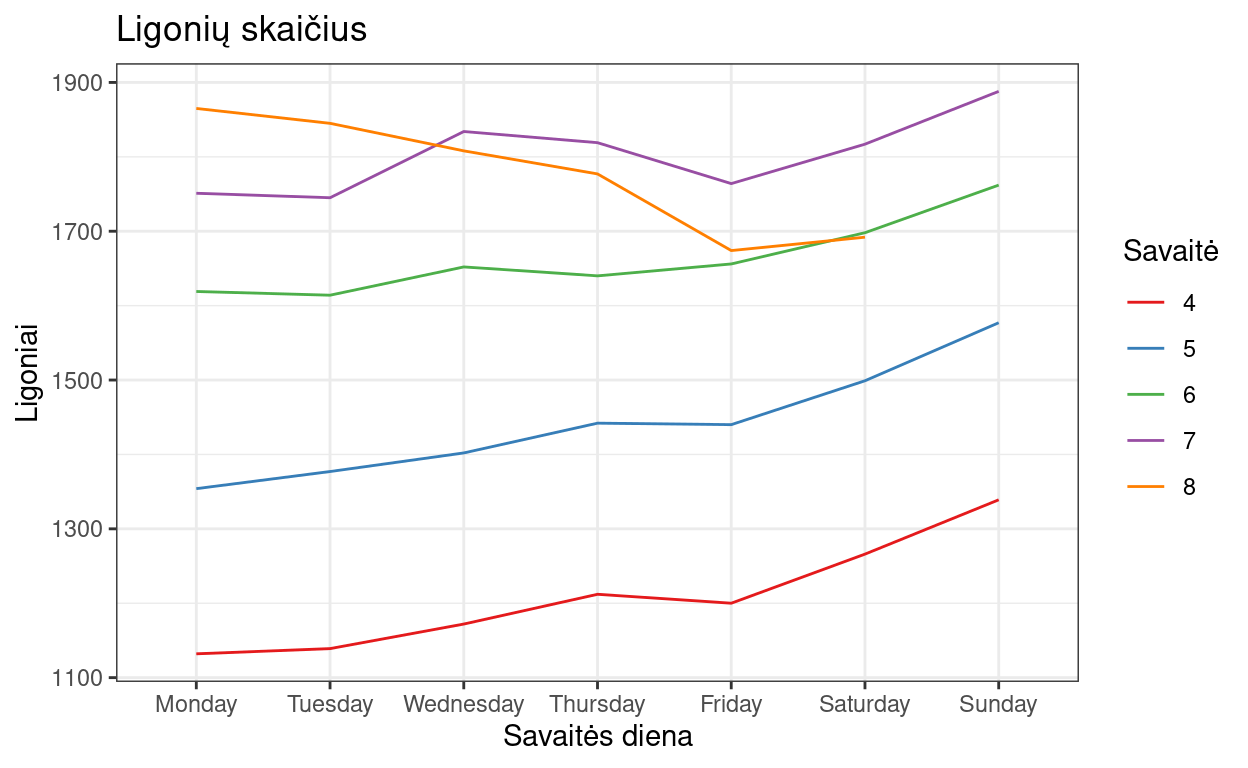 Ligonių skaičius
Ligoniai
1900
1700
1500
1300
1100
Monday Tuesday Wednesday Thursday Friday Saturday Sunday
Savaitės diena
Savaitė
4
5
6
7
8